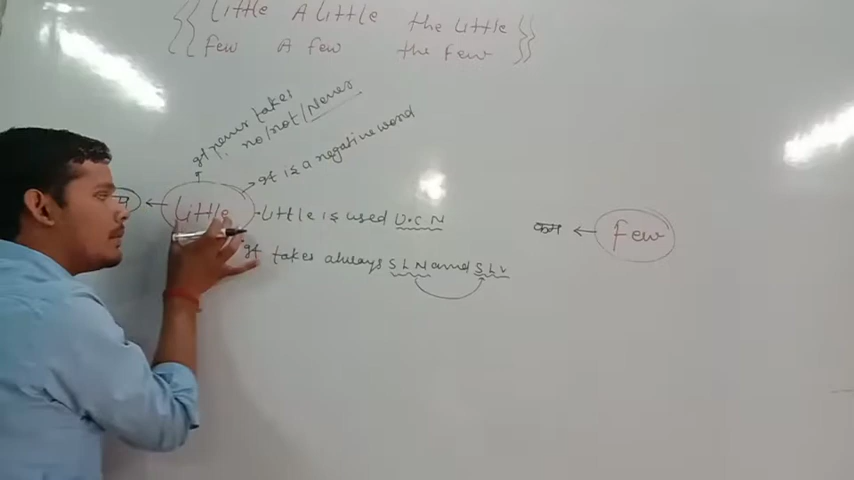 Little A Little the Little
Few A few the Few
It never takes
no/not/Never
It is a negative word
Little
Little is used U.C.N
It takes always S L N and S L V
कम
Few